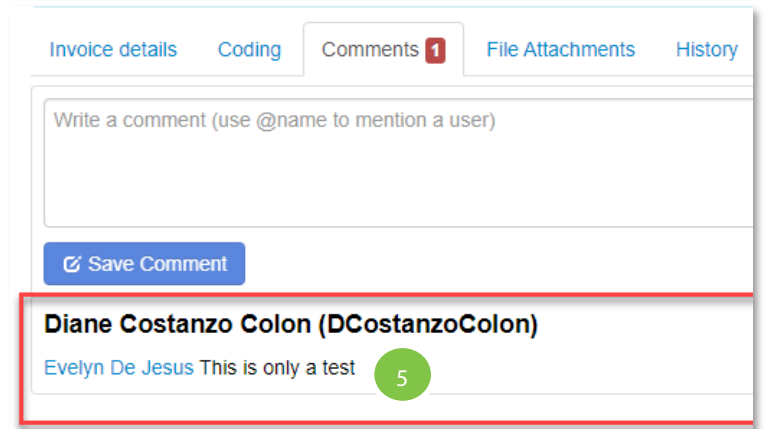 Invoice details Coding Comments 1 File Attachments History
Write a comment (use @name to mention a user)
Save Comment
Diane Costanzo Colon (DCostanzoColon)
Evelyn De Jesus This is only a test 5